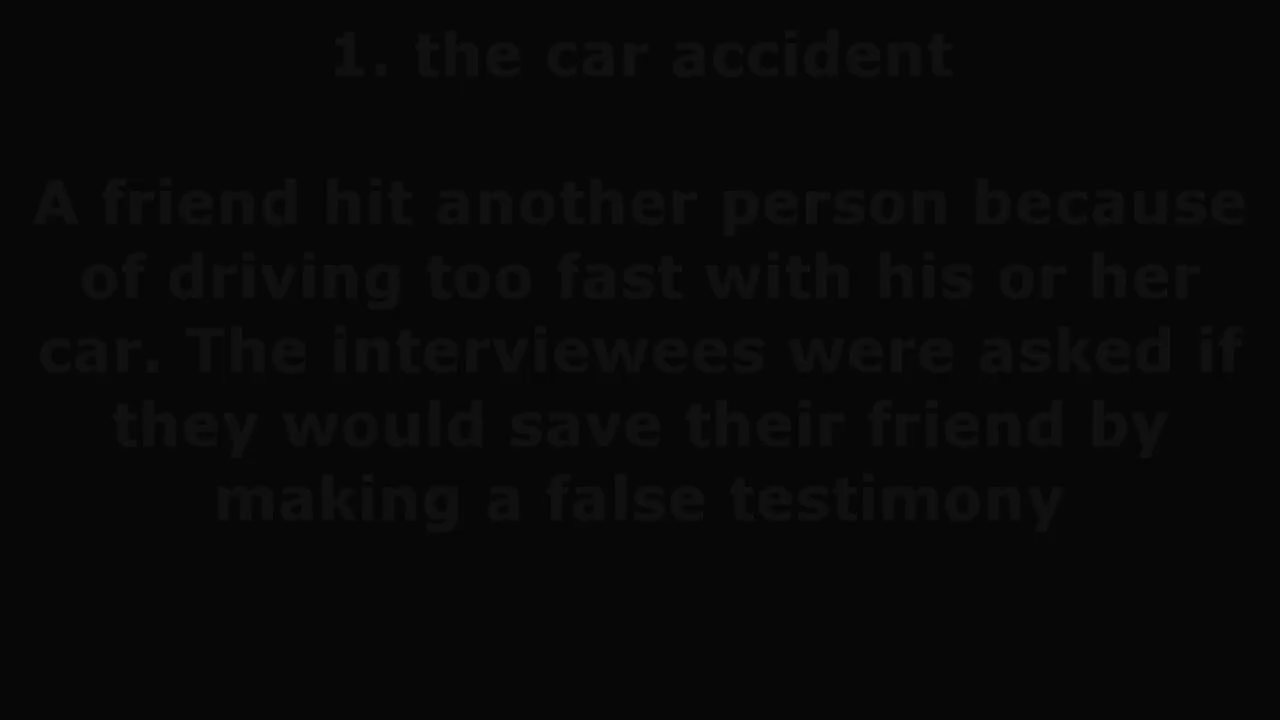 1. the car accident
A friend hit another person because
of driving too fast with his or her
car. The interviewees were asked if
they would save their friend by
making a false testimony